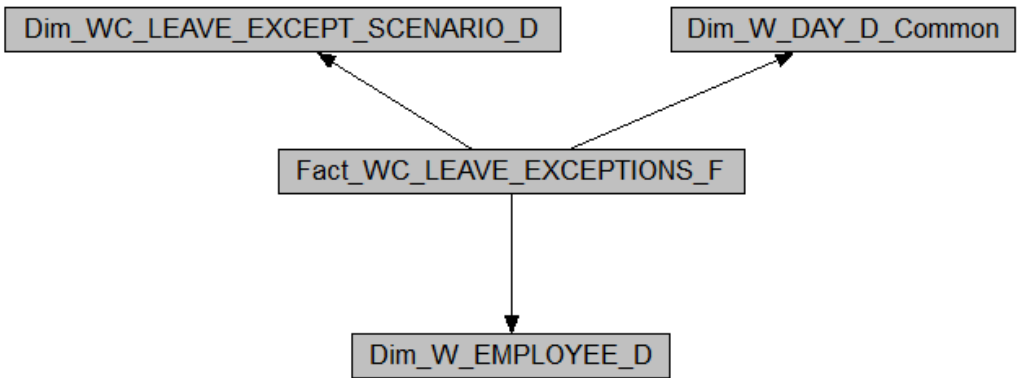 Dim_WC_LEAVE_EXCEPT_SCENARIO_D
Dim_W_DAY_D_Common
Fact_WC_LEAVE_EXCEPTIONS_F
Dim_W_EMPLOYEE_D